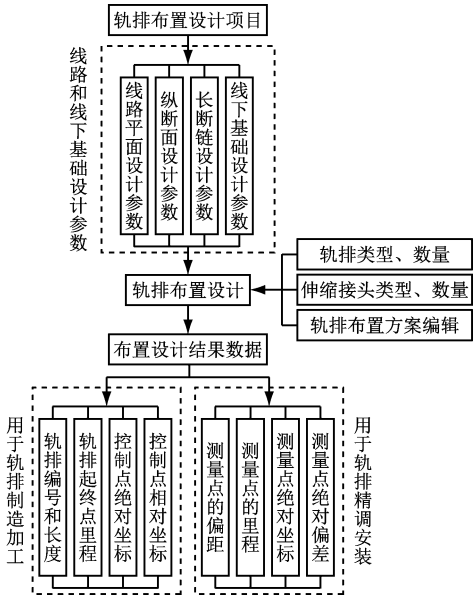 轨排布置设计项目
线路和线下基础设计参数
线路平面设计参数
纵断面设计参数
长断链设计参数
线下基础设计参数
轨排类型、数量
轨排布置设计
伸缩接头类型、数量
轨排布置方案编辑
布置设计结果数据
用于轨排制造加工
轨排编号和长度
轨排起终点里程
控制点绝对坐标
控制点相对坐标
测量点的偏距
测量点的里程
测量点绝对坐标
测量点绝对偏差
用于轨排精调安装